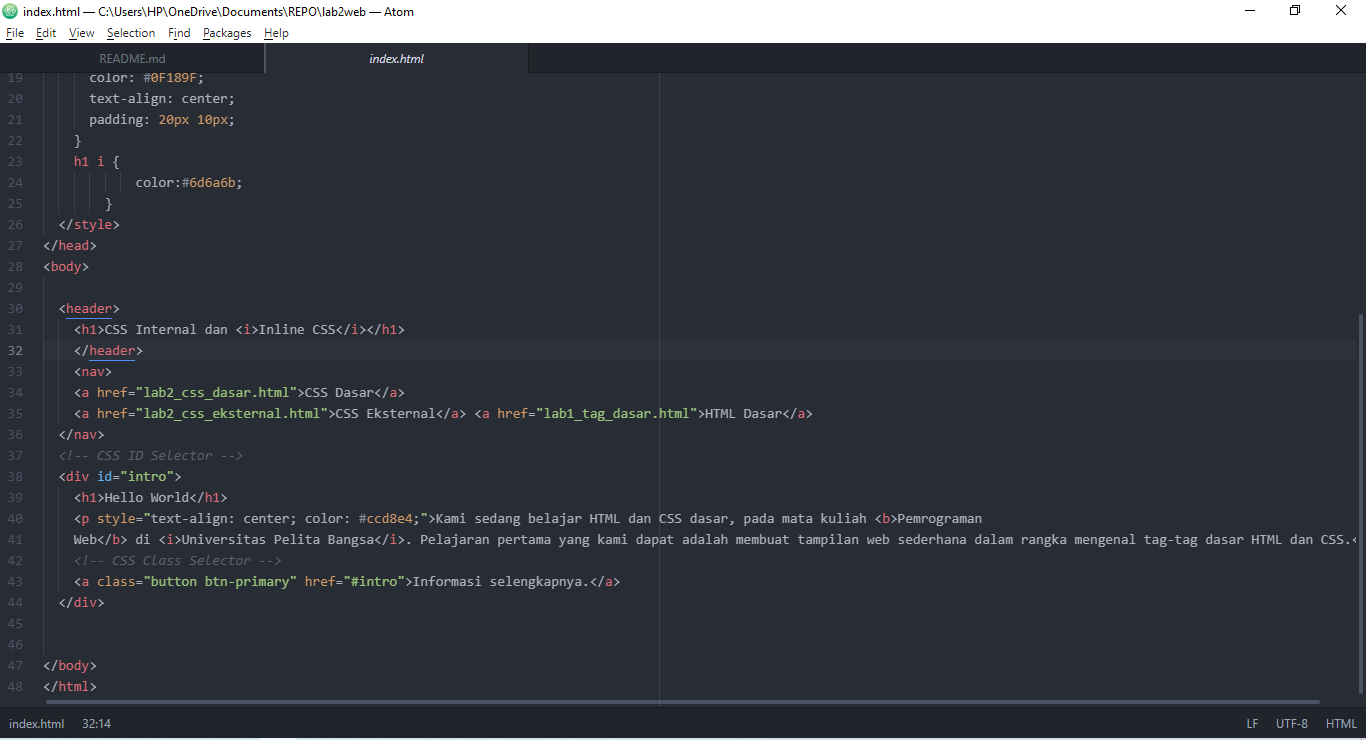 index.html — C:\Users\HP\OneDrive\Documents\REPO\lab2web — Atom
File Edit View Selection Find Packages Help
README.md index.html
19 color: #0F189F;
20 text-align: center;
21 padding: 20px 10px;
22 }
23 h1 i {
24 color:#6d6a6b;
25 }
26 </style>
27 </head>
28 <body>
29
30 <header>
31 <h1>CSS Internal dan <i>Inline CSS</i></h1>
32 </header>
33 <nav>
34 <a href="lab2_css_dasar.html">CSS Dasar</a>
35 <a href="lab2_css_eksternal.html">CSS Eksternal</a> <a href="lab1_tag_dasar.html">HTML Dasar</a>
36 </nav>
37 <!-- CSS ID Selector -->
38 <div id="intro">
39 <h1>Hello World</h1>
40 <p style="text-align: center; color: #ccd8e4;">Kami sedang belajar HTML dan CSS dasar, pada mata kuliah <b>Pemrograman
41 Web</b> di <i>Universitas Pelita Bangsa</i>. Pelajaran pertama yang kami dapat adalah membuat tampilan web sederhana dalam rangka mengenal tag-tag dasar HTML dan CSS.<
42 <!-- CSS Class Selector -->
43 <a class="button btn-primary" href="#intro">Informasi selengkapnya.</a>
44 </div>
45
46
47 </body>
48 </html>
index.html 32:14 LF UTF-8 HTML